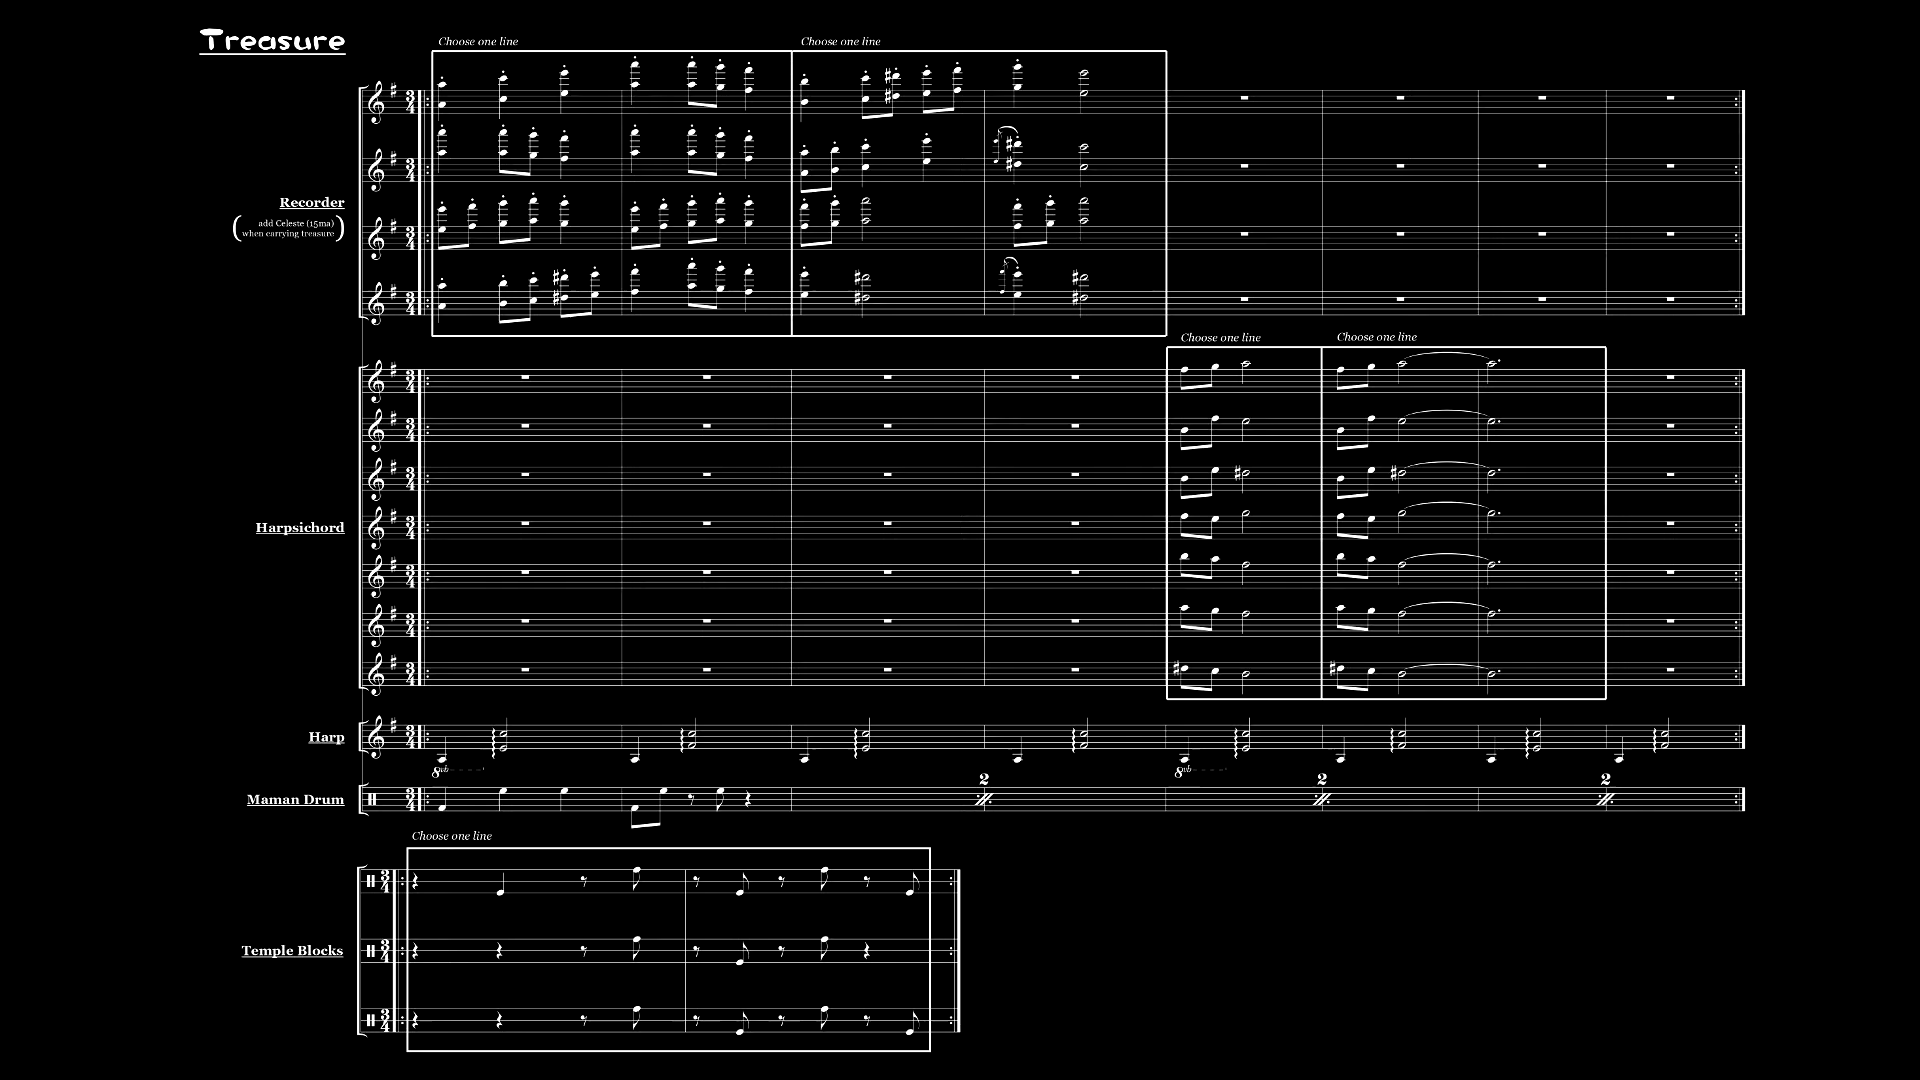 Treasure
Choose one line
Choose one line
Recorder
(add Celeste (15ma)
when carrying treasure)
Choose one line
Choose one line
Harpsichord
Harp
8vb
8vb
2
2
2
Maman Drum
Choose one line
Temple Blocks